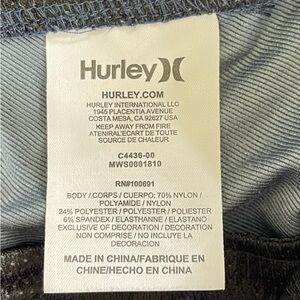 Hurley )(
HURLEY.COM
HURLEY INTERNATIONAL LLC
1945 PLACENTIA AVENUE
COSTA MESA, CA 92627 USA
KEEP AWAY FROM FIRE
ATENIRALÉCART DE TOUTE
SOURCE DE CHALEUR
C4436-00
MWS0001810
RN#100691
BODY / CORPS / CUERPO: 70% NYLON /
POLYAMIDE / NYLON
24% POLYESTER / POLYESTER / POLIESTER
6% SPANDEX / ELASTHANNE / ELASTANO
EXCLUSIVE OF DECORATION / DECORATION
NON COMPRISE / NO INCLUYE LA
DECORACION
MADE IN CHINA/FABRIQUE EN
CHINE/HECHO EN CHINA